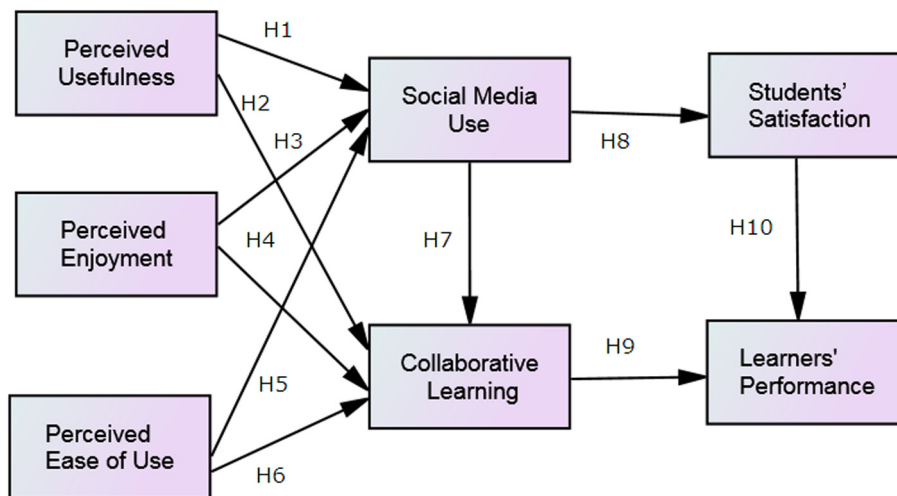 Perceived
Usefulness
H1
H2
H3
Social Media
Use
H8
Students’
Satisfaction
Perceived
Enjoyment
H4
H7
H10
H5
Collaborative
Learning
H9
Learners'
Performance
Perceived
Ease of Use
H6